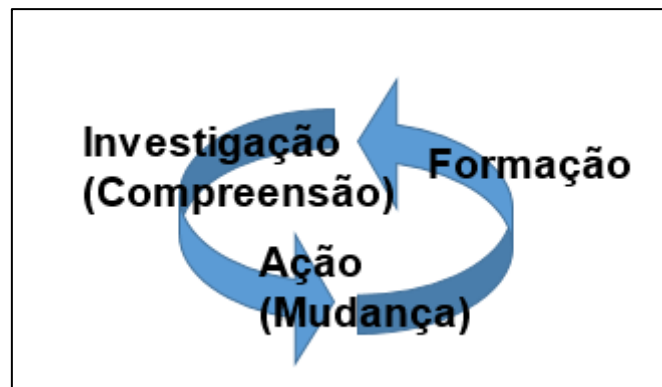 Investigação
(Compreensão)
Formação
Ação
(Mudança)